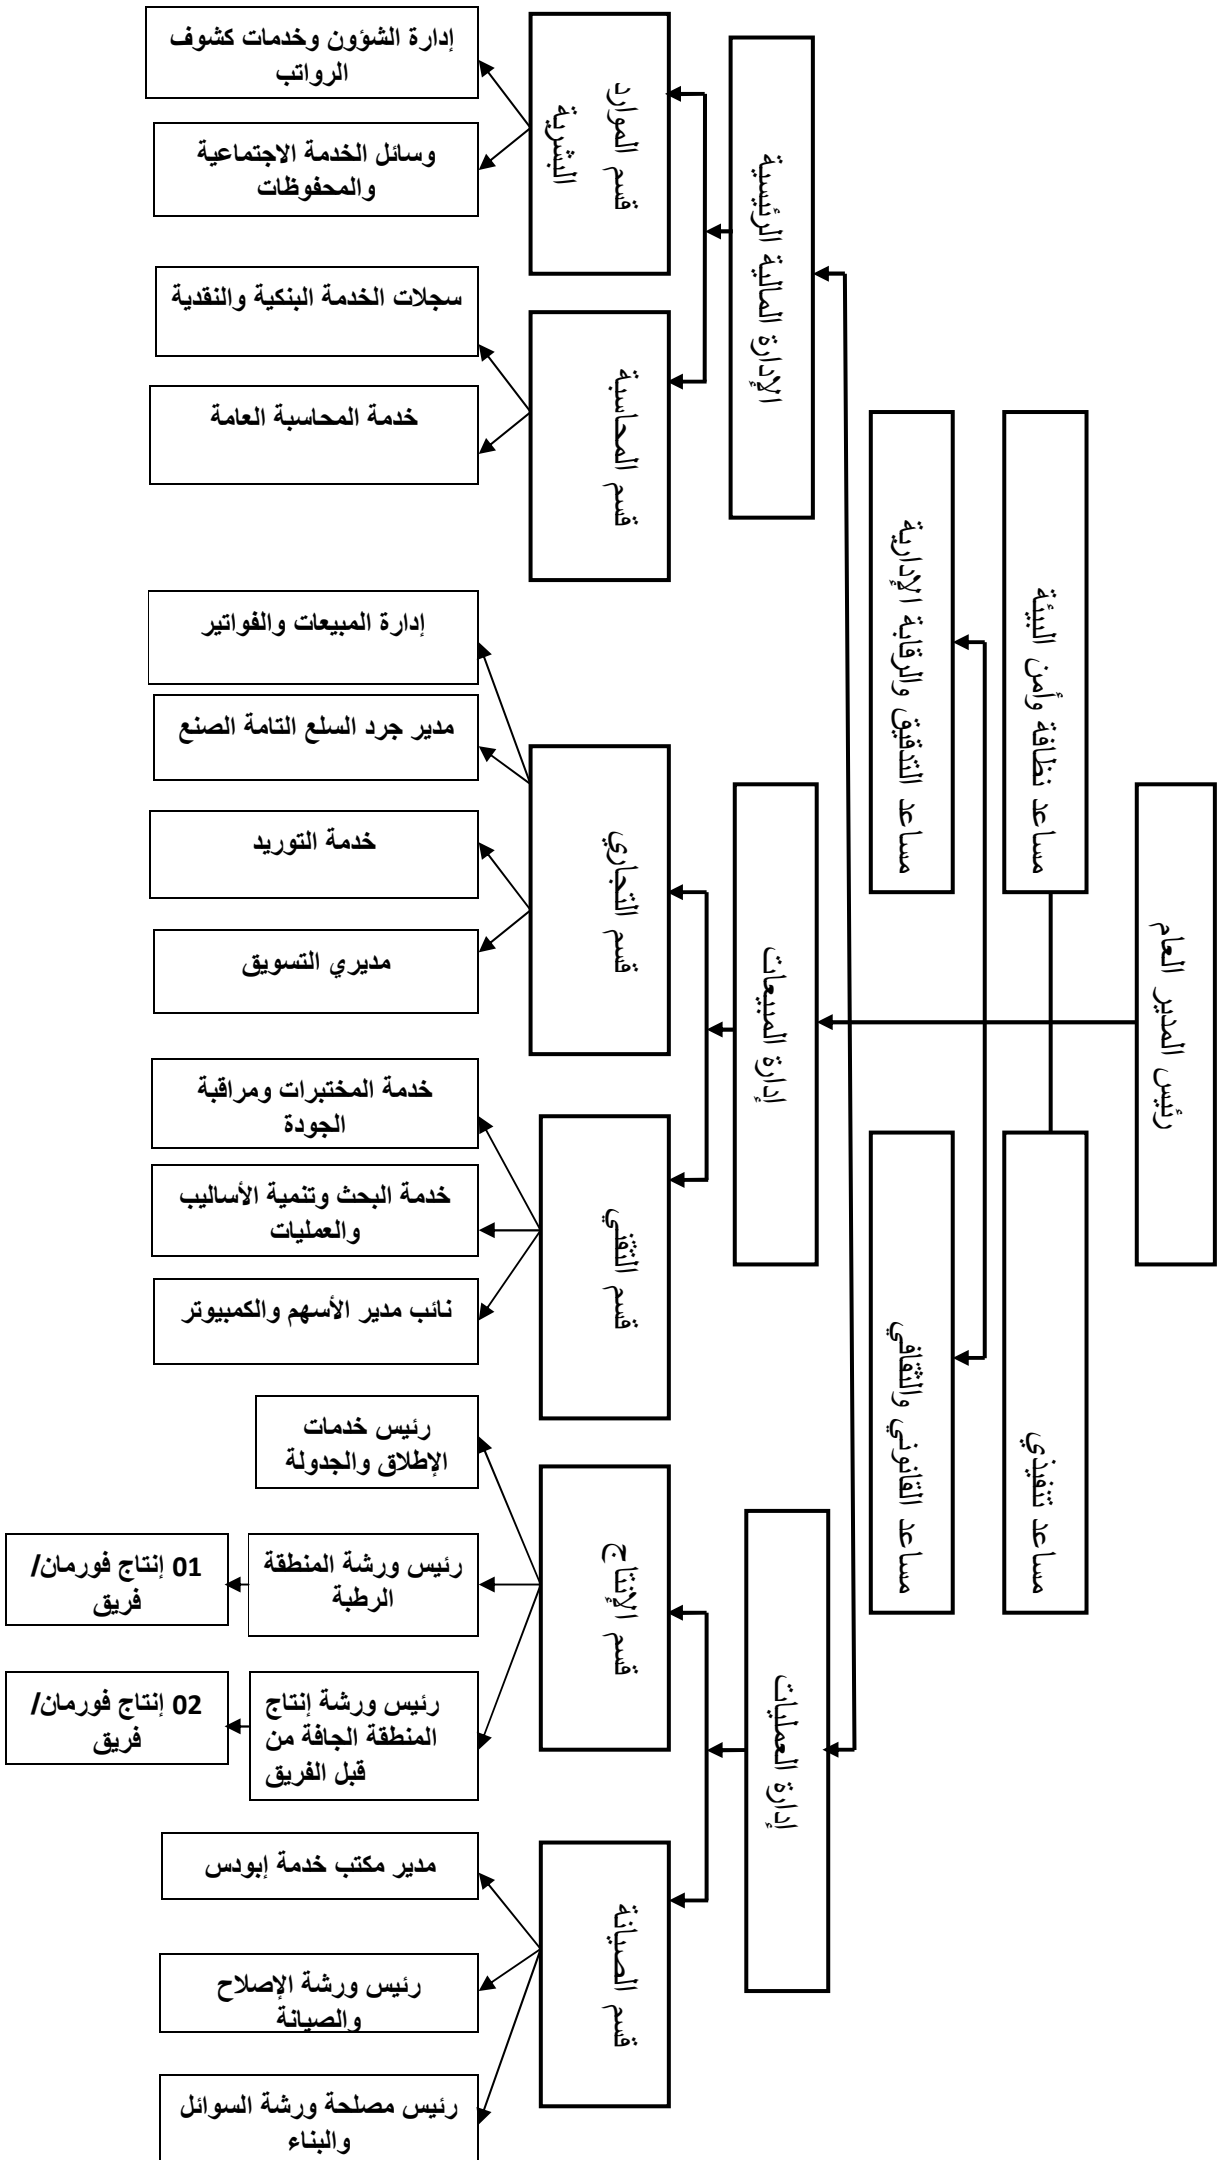 رئيس المدير العام
مساعد نظافة وأمن البيئة
مساعد تنفيذي
مساعد التدقيق والرقابة الإدارية
مساعد القانوني والثقافي
الإدارة المالية الرئيسية
إدارة المبيعات
إدارة العمليات
قسم الموارد
البشرية
قسم المحاسبة
قسم التجاري
قسم التقني
قسم الإنتاج
قسم الصيانة
إدارة الشؤون وخدمات كشوف
الرواتب
وسائل الخدمة الاجتماعية
والمحفوظات
سجلات الخدمة البنكية والنقدية
خدمة المحاسبة العامة
إدارة المبيعات والفواتير
مدير جرد السلع التامة الصنع
خدمة التوريد
مديري التسويق
خدمة المختبرات ومراقبة
الجودة
خدمة البحث وتنمية الأساليب
والعمليات
نائب مدير الأسهم والكمبيوتر
رئيس خدمات
الإطلاق والجدولة
رئيس ورشة المنطقة
الرطبة
01 إنتاج فورمان/
فريق
رئيس ورشة إنتاج
المنطقة الجافة من
قبل الفريق
02 إنتاج فورمان/
فريق
مدير مكتب خدمة إبودس
رئيس ورشة الإصلاح
والصيانة
رئيس مصلحة ورشة السوائل
والبناء